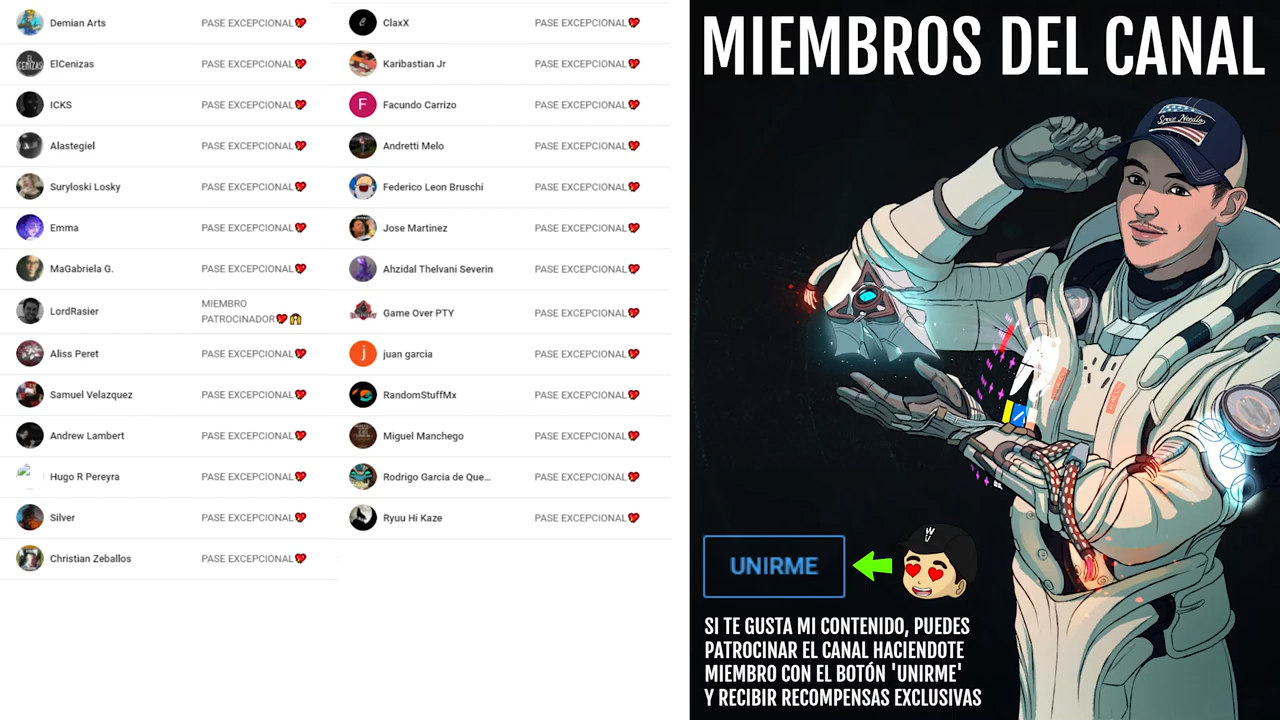 Demian Arts PASE EXCEPCIONAL
ElCenizas PASE EXCEPCIONAL
ICKS PASE EXCEPCIONAL
Alastegiel PASE EXCEPCIONAL
Suryloski Losky PASE EXCEPCIONAL
Emma PASE EXCEPCIONAL
MaGabriela G. PASE EXCEPCIONAL
LordRasier MIEMBRO
PATROCINADOR
Aliss Peret PASE EXCEPCIONAL
Samuel Velazquez PASE EXCEPCIONAL
Andrew Lambert PASE EXCEPCIONAL
Hugo R Pereyra PASE EXCEPCIONAL
Silver PASE EXCEPCIONAL
Christian Zeballos PASE EXCEPCIONAL
ClaxX PASE EXCEPCIONAL
Karibastian Jr PASE EXCEPCIONAL
F Facundo Carrizo PASE EXCEPCIONAL
Andretti Melo PASE EXCEPCIONAL
Federico Leon Bruschi PASE EXCEPCIONAL
Jose Martinez PASE EXCEPCIONAL
Ahzidal Thelvani Severin PASE EXCEPCIONAL
Game Over PTY PASE EXCEPCIONAL
j juan garcia PASE EXCEPCIONAL
RandomStuffMx PASE EXCEPCIONAL
Miguel Manchego PASE EXCEPCIONAL
Rodrigo Garcia de Que... PASE EXCEPCIONAL
Ryuu Hi Kaze PASE EXCEPCIONAL
MIEMBROS DEL CANAL
Space Needle
UNIRME
SI TE GUSTA MI CONTENIDO, PUEDES
PATROCINAR EL CANAL HACIENDOTE
MIEMBRO CON EL BOTÓN 'UNIRME'
Y RECIBIR RECOMPENSAS EXCLUSIVAS